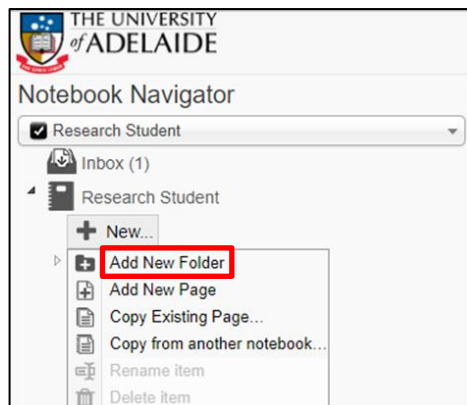 THE UNIVERSITY
of ADELAIDE
Notebook Navigator
Research Student
Inbox (1)
Research Student
New...
Add New Folder
Add New Page
Copy Existing Page...
Copy from another notebook...
Rename item
Delete item